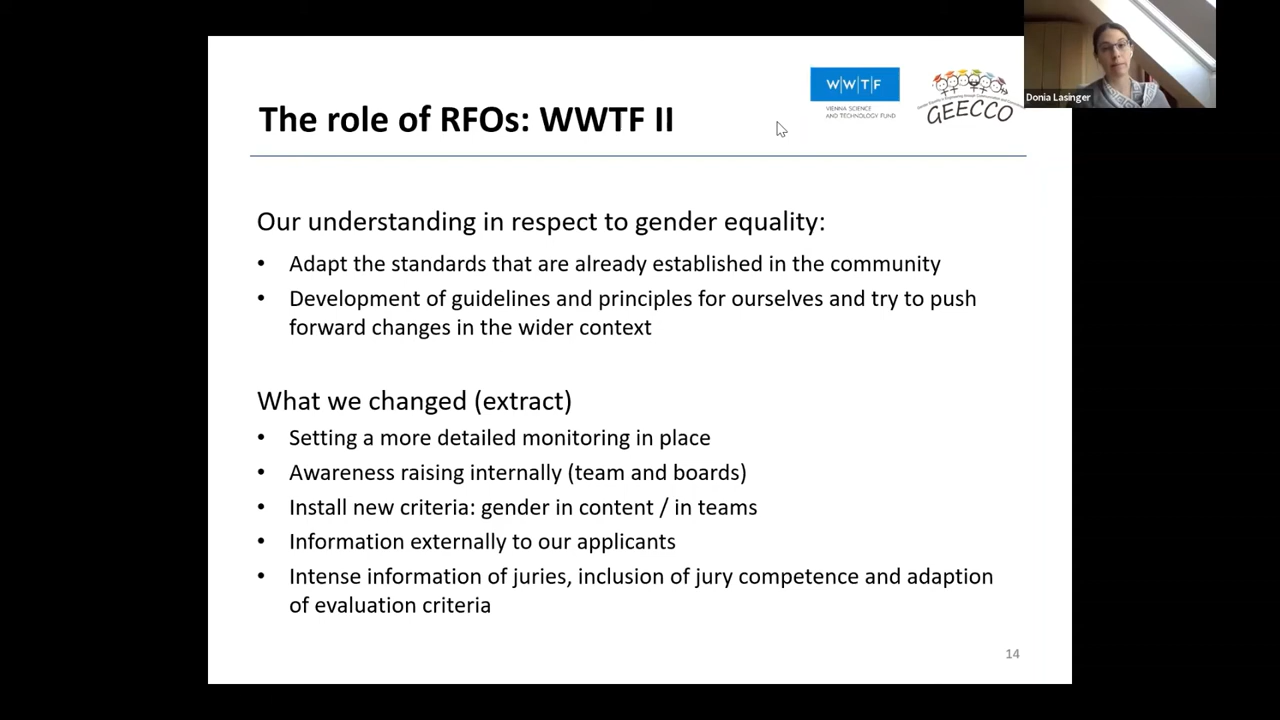 W|W|T|F
VIENNA SCIENCE
AND TECHNOLOGY FUND
GEECCO
Donia Lasinger
The role of RFOs: WWTF II
Our understanding in respect to gender equality:
• Adapt the standards that are already established in the community
• Development of guidelines and principles for ourselves and try to push
forward changes in the wider context
What we changed (extract)
• Setting a more detailed monitoring in place
• Awareness raising internally (team and boards)
• Install new criteria: gender in content / in teams
• Information externally to our applicants
• Intense information of juries, inclusion of jury competence and adaption
of evaluation criteria
14